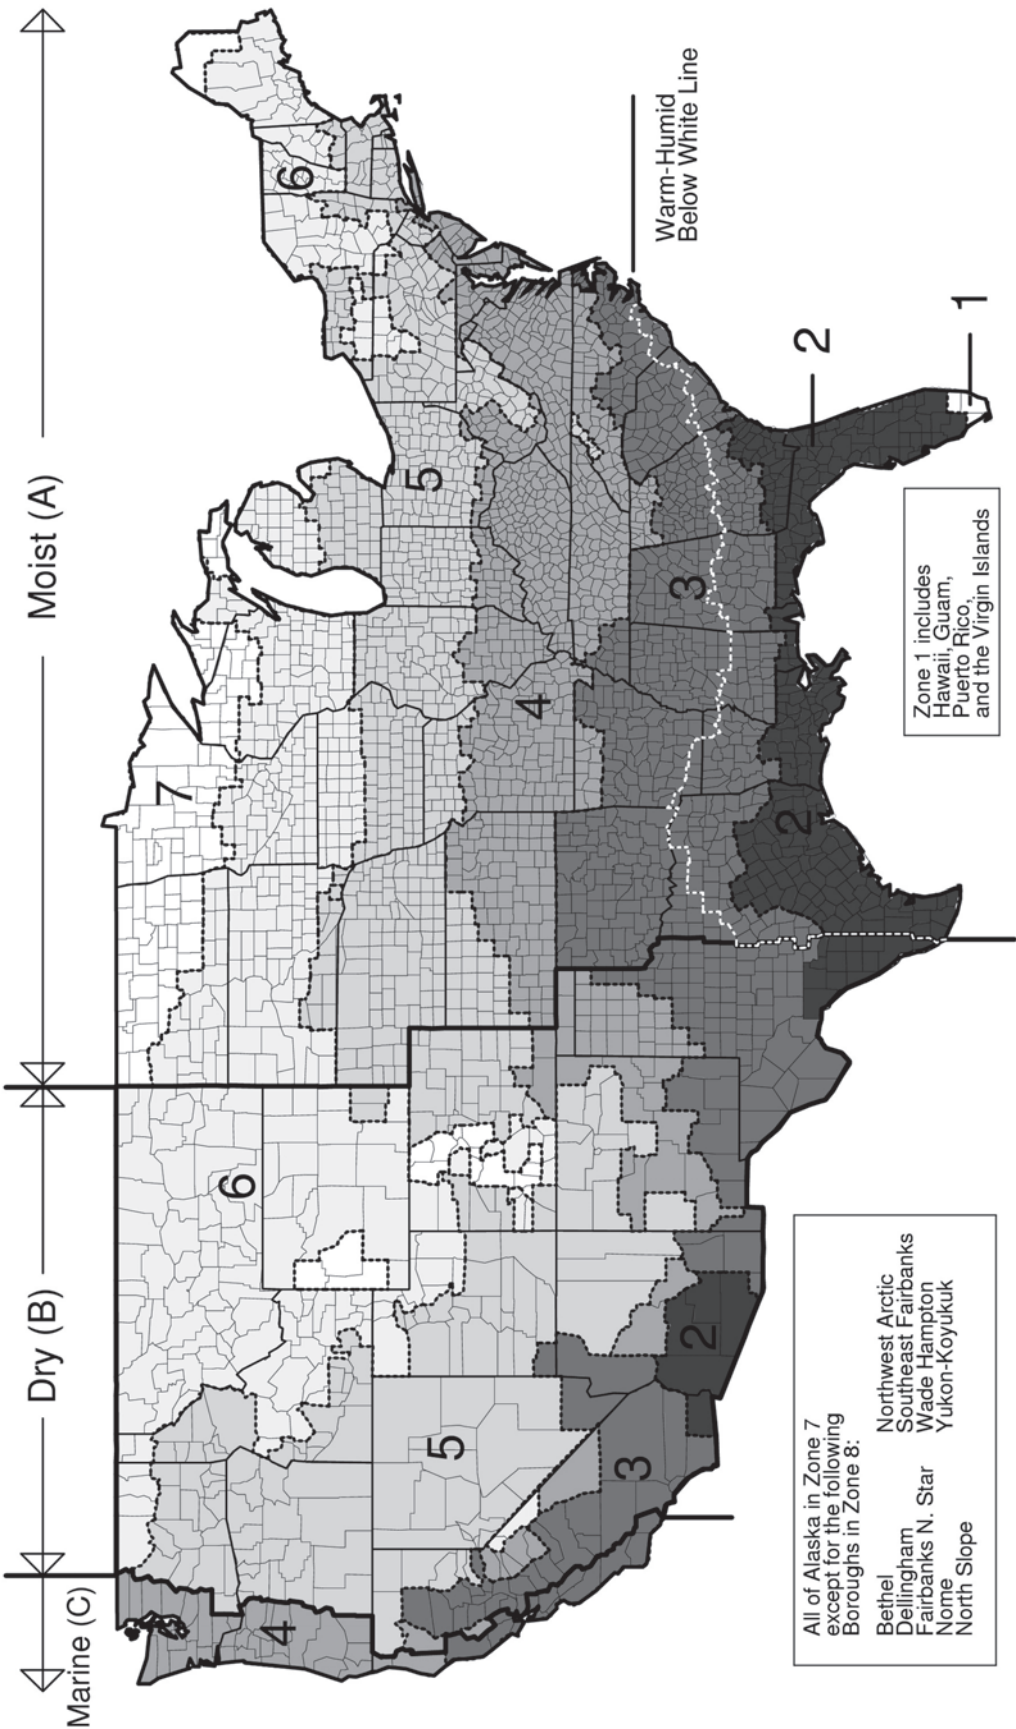 Marine (C)
Dry (B)
Moist (A)
7
6
6
5
5
4
4
3
3
2
2
2
1
Warm-Humid
Below White Line
All of Alaska in Zone 7
except for the following
Boroughs in Zone 8:
Bethel
Dellingham
Fairbanks N. Star
Nome
North Slope
Northwest Arctic
Southeast Fairbanks
Wade Hampton
Yukon-Koyukuk
Zone 1 includes
Hawaii, Guam,
Puerto Rico,
and the Virgin Islands